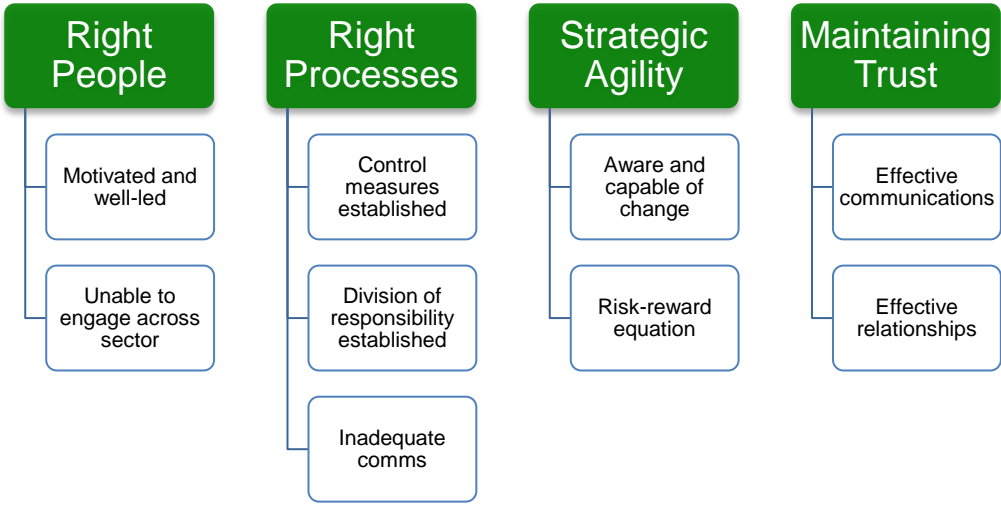 Right
People
Motivated and
well-led
Unable to
engage across
sector
Right
Processes
Control
measures
established
Division of
responsibility
established
Inadequate
comms
Strategic
Agility
Aware and
capable of
change
Risk-reward
equation
Maintaining
Trust
Effective
communications
Effective
relationships